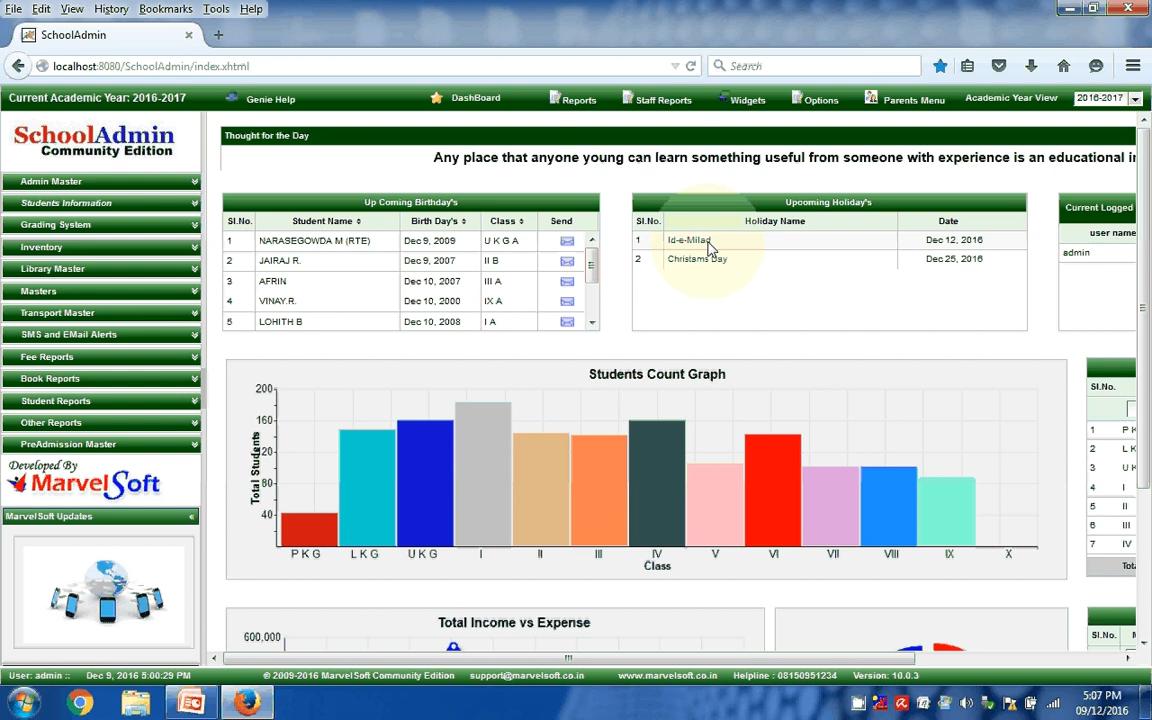 File Edit View History Bookmarks Tools Help
SchoolAdmin
localhost:8080/SchoolAdmin/index.xhtml
Search
Current Academic Year: 2016-2017
Genie Help
DashBoard
Reports
Staff Reports
Widgets
Options
Parents Menu
Academic Year View
2016-2017
SchoolAdmin
Community Edition
Admin Master
Students Information
Grading System
Inventory
Library Master
Masters
Transport Master
SMS and EMail Alerts
Fee Reports
Book Reports
Student Reports
Other Reports
PreAdmission Master
Developed By
MarvelSoft
MarvelSoft Updates
Thought for the Day
Any place that anyone young can learn something useful from someone with experience is an educational
Up Coming Birthday's
Sl.No. Student Name Birth Day's Class Send
1 NARASEGOWDA M (RTE) Dec 9, 2009 U K G A
2 JAIRAJ R. Dec 9, 2007 II B
3 AFRIN Dec 10, 2007 III A
4 VINAY.R. Dec 10, 2000 IX A
5 LOHITH B Dec 10, 2008 I A
Upcoming Holiday's
Sl.No. Holiday Name Date
1 Id-e-Milad Dec 12, 2016
2 Christams Day Dec 25, 2016
Current Logged
user name
admin
Students Count Graph
Total Students
200
160
120
80
40
P K G L K G U K G I II III IV V VI VII VIII IX X
Class
Sl.No.
1 P K
2 L K
3 U K
4 I
5 II
6 III
7 IV
Total Income vs Expense
600,000
Sl.No.
User: admin :: Dec 9, 2016 5:00:29 PM
© 2009-2016 MarvelSoft Community Edition support@marvelsoft.co.in www.marvelsoft.co.in Helpline : 08150951234 Version: 10.0.3
5:07 PM
09/12/2016